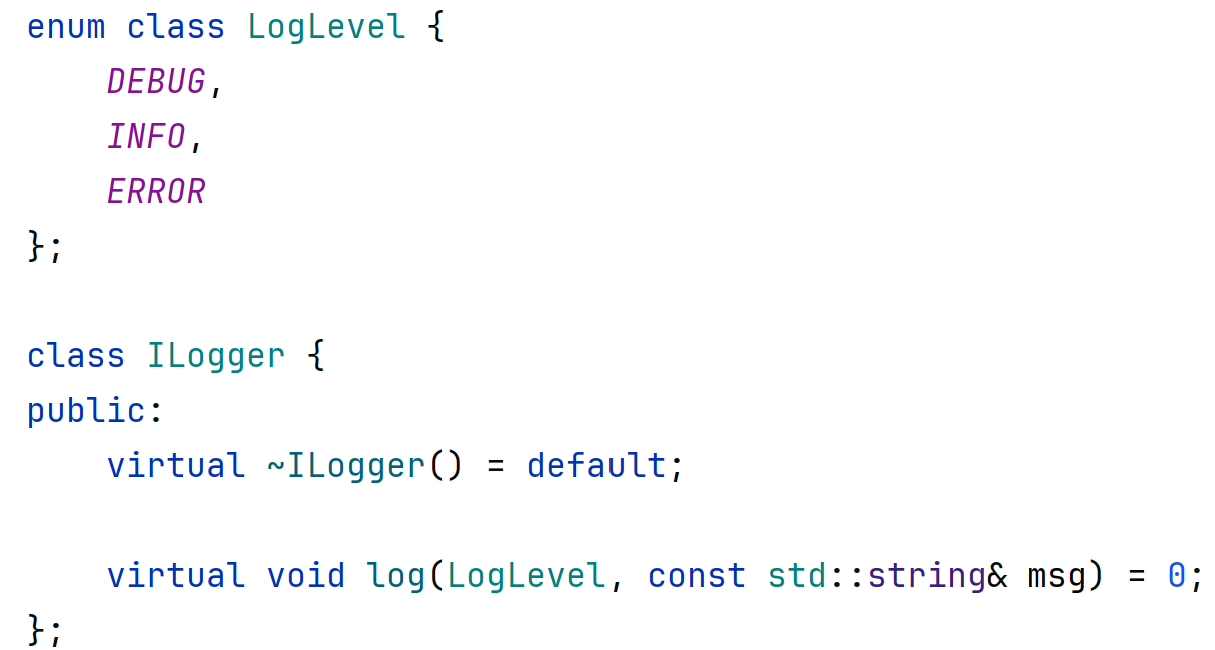 enum class LogLevel {
    DEBUG,
    INFO,
    ERROR
};

class ILogger {
public:
    virtual ~ILogger() = default;

    virtual void log(LogLevel, const std::string& msg) = 0;
};